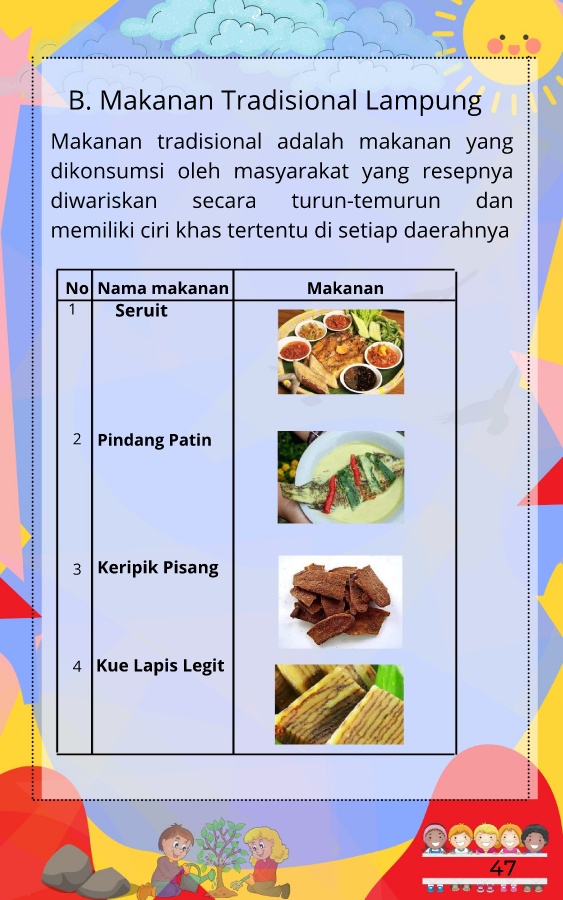 B. Makanan Tradisional Lampung
Makanan tradisional adalah makanan yang
dikonsumsi oleh masyarakat yang resepnya
diwariskan secara turun-temurun dan
memiliki ciri khas tertentu di setiap daerahnya
No Nama makanan Makanan
1 Seruit
2 Pindang Patin
3 Keripik Pisang
4 Kue Lapis Legit
47